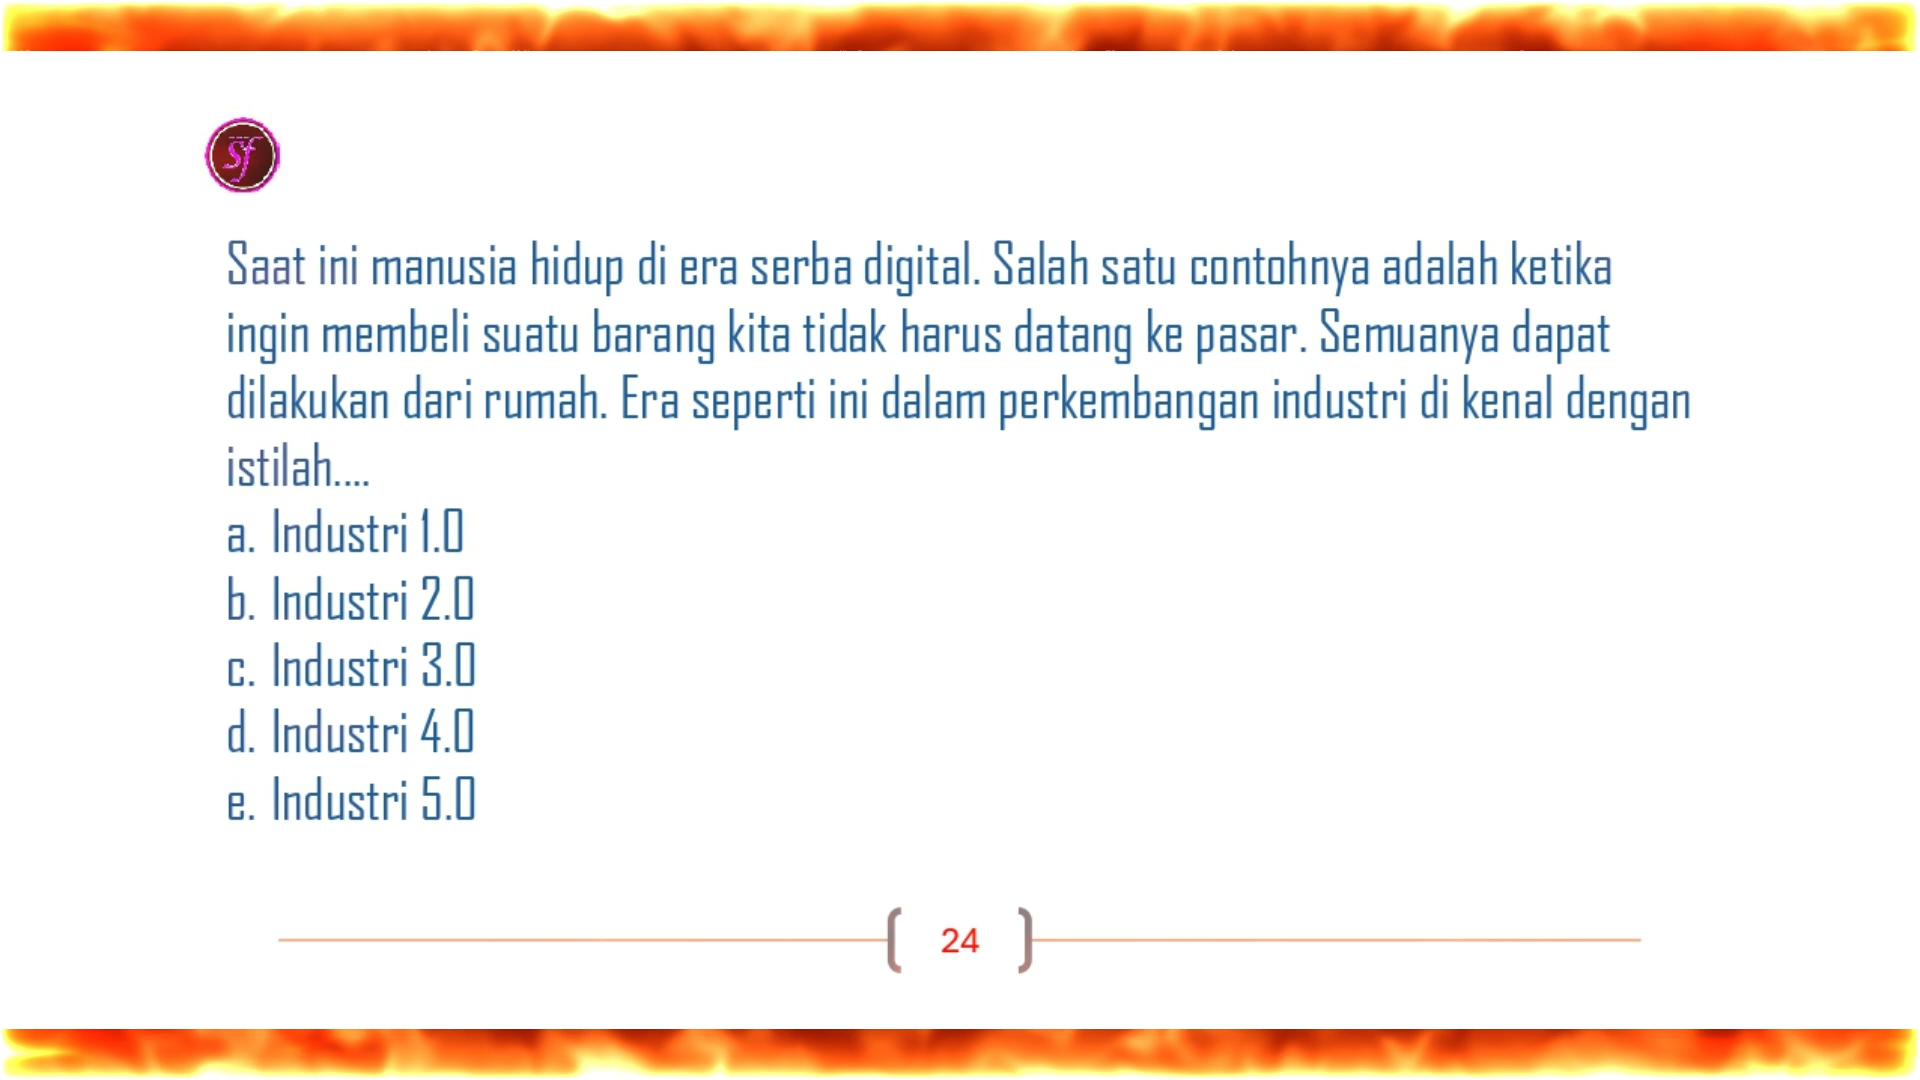 Sf
Saat ini manusia hidup di era serba digital. Salah satu contohnya adalah ketika
ingin membeli suatu barang kita tidak harus datang ke pasar. Semuanya dapat
dilakukan dari rumah. Era seperti ini dalam perkembangan industri di kenal dengan
istilah....
a. Industri 1.0
b. Industri 2.0
c. Industri 3.0
d. Industri 4.0
e. Industri 5.0
24